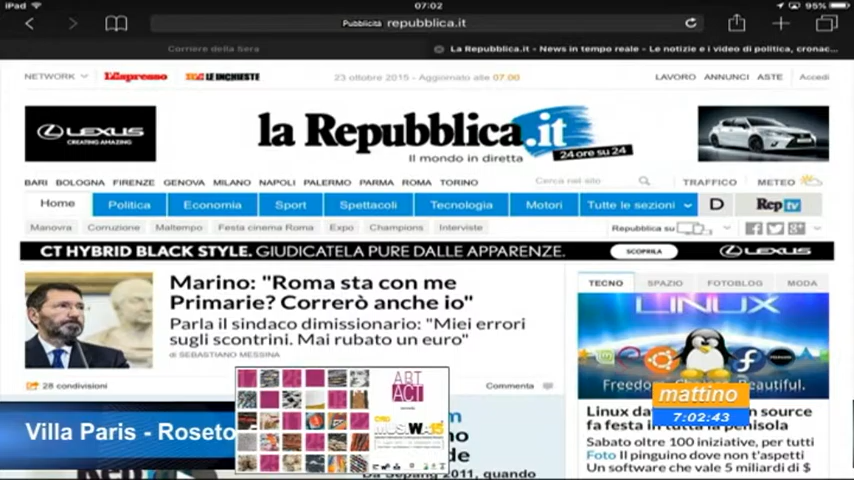 iPad
07:02
95%
Pubblicità repubblica.it
Corriere della Sera
La Repubblica.it - News in tempo reale - Le notizie e i video di politica, cronac...
NETWORK
l'Espresso
LE INCHIESTE
23 ottobre 2015 - Aggiornato alle 07.00
LAVORO ANNUNCI ASTE Accedi
LEXUS
CREATING AMAZING
la Repubblica.it
Il mondo in diretta
24 ore su 24
BARI BOLOGNA FIRENZE GENOVA MILANO NAPOLI PALERMO PARMA ROMA TORINO
Cerca nel sito
TRAFFICO METEO
Home Politica Economia Sport Spettacoli Tecnologia Motori Tutte le sezioni D Rep tv
Manovra Corruzione Maltempo Festa cinema Roma Expo Champions Interviste
Repubblica su
CT HYBRID BLACK STYLE. GIUDICATELA PURE DALLE APPARENZE.
SCOPRILA
LEXUS
Marino: "Roma sta con me
Primarie? Correrò anche io"
Parla il sindaco dimissionario: "Miei errori
sugli scontrini. Mai rubato un euro"
di SEBASTIANO MESSINA
28 condivisioni
Commenta
TECNO SPAZIO FOTOBLOG MODA
LINUX
Freedom
Beautiful.
mattino
7:02:43
Linux da
source
fa festa in tutta la penisola
Sabato oltre 100 iniziative, per tutti
Foto Il pinguino dove non t'aspetti
Un software che vale 5 miliardi di $
Villa Paris - Roseto
ART
ACT
Da Sepang 2011, quando